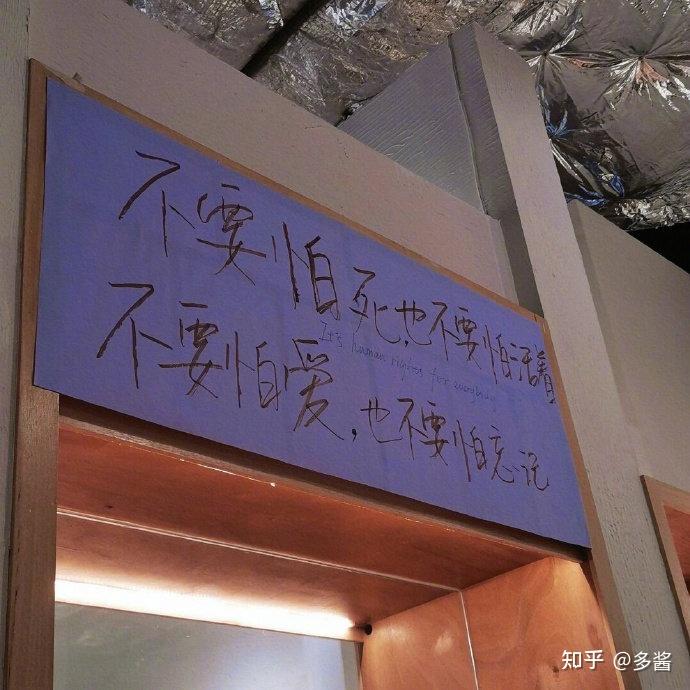 不要怕死,也不要怕活着
It's human rights for everybody
不要怕爱,也不要怕忘记
知乎 @多酱